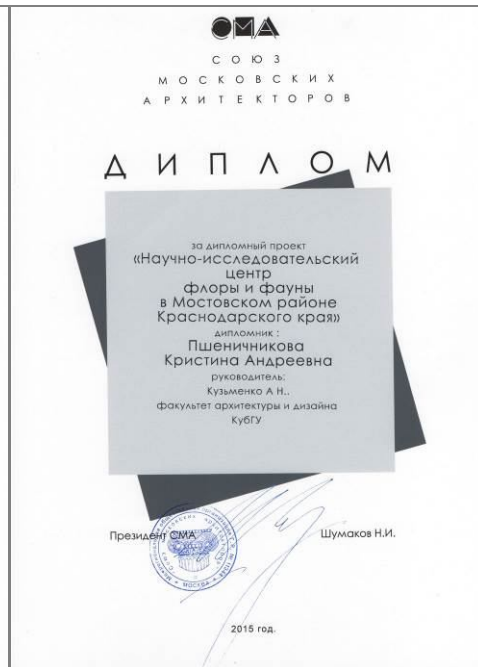 СМА
СОЮЗ
МОСКОВСКИХ
АРХИТЕКТОРОВ
ДИПЛОМ
за дипломный проект
«Научно-исследовательский
центр
флоры и фауны
в Мостовском районе
Краснодарского края»
дипломник :
Пшеничникова
Кристина Андреевна
руководитель:
Кузьменко А Н..
факультет архитектуры и дизайна
КубГУ
Президент СМА
Шумаков Н.И.
МОСКВА
2015 год.